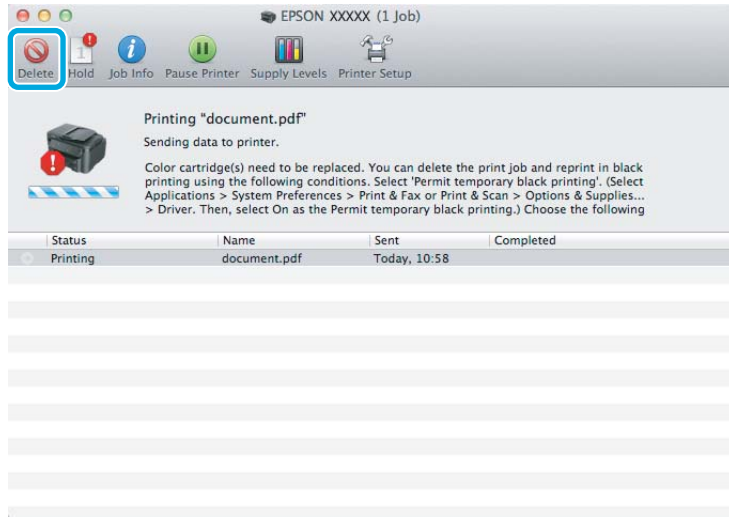 EPSON XXXXX (1 Job)
1
Delete Hold Job Info Pause Printer Supply Levels Printer Setup
Printing "document.pdf"
Sending data to printer.
Color cartridge(s) need to be replaced. You can delete the print job and reprint in black
printing using the following conditions. Select 'Permit temporary black printing'. (Select
Applications > System Preferences > Print & Fax or Print & Scan > Options & Supplies...
> Driver. Then, select On as the Permit temporary black printing.) Choose the following
Status Name Sent Completed
Printing document.pdf Today, 10:58